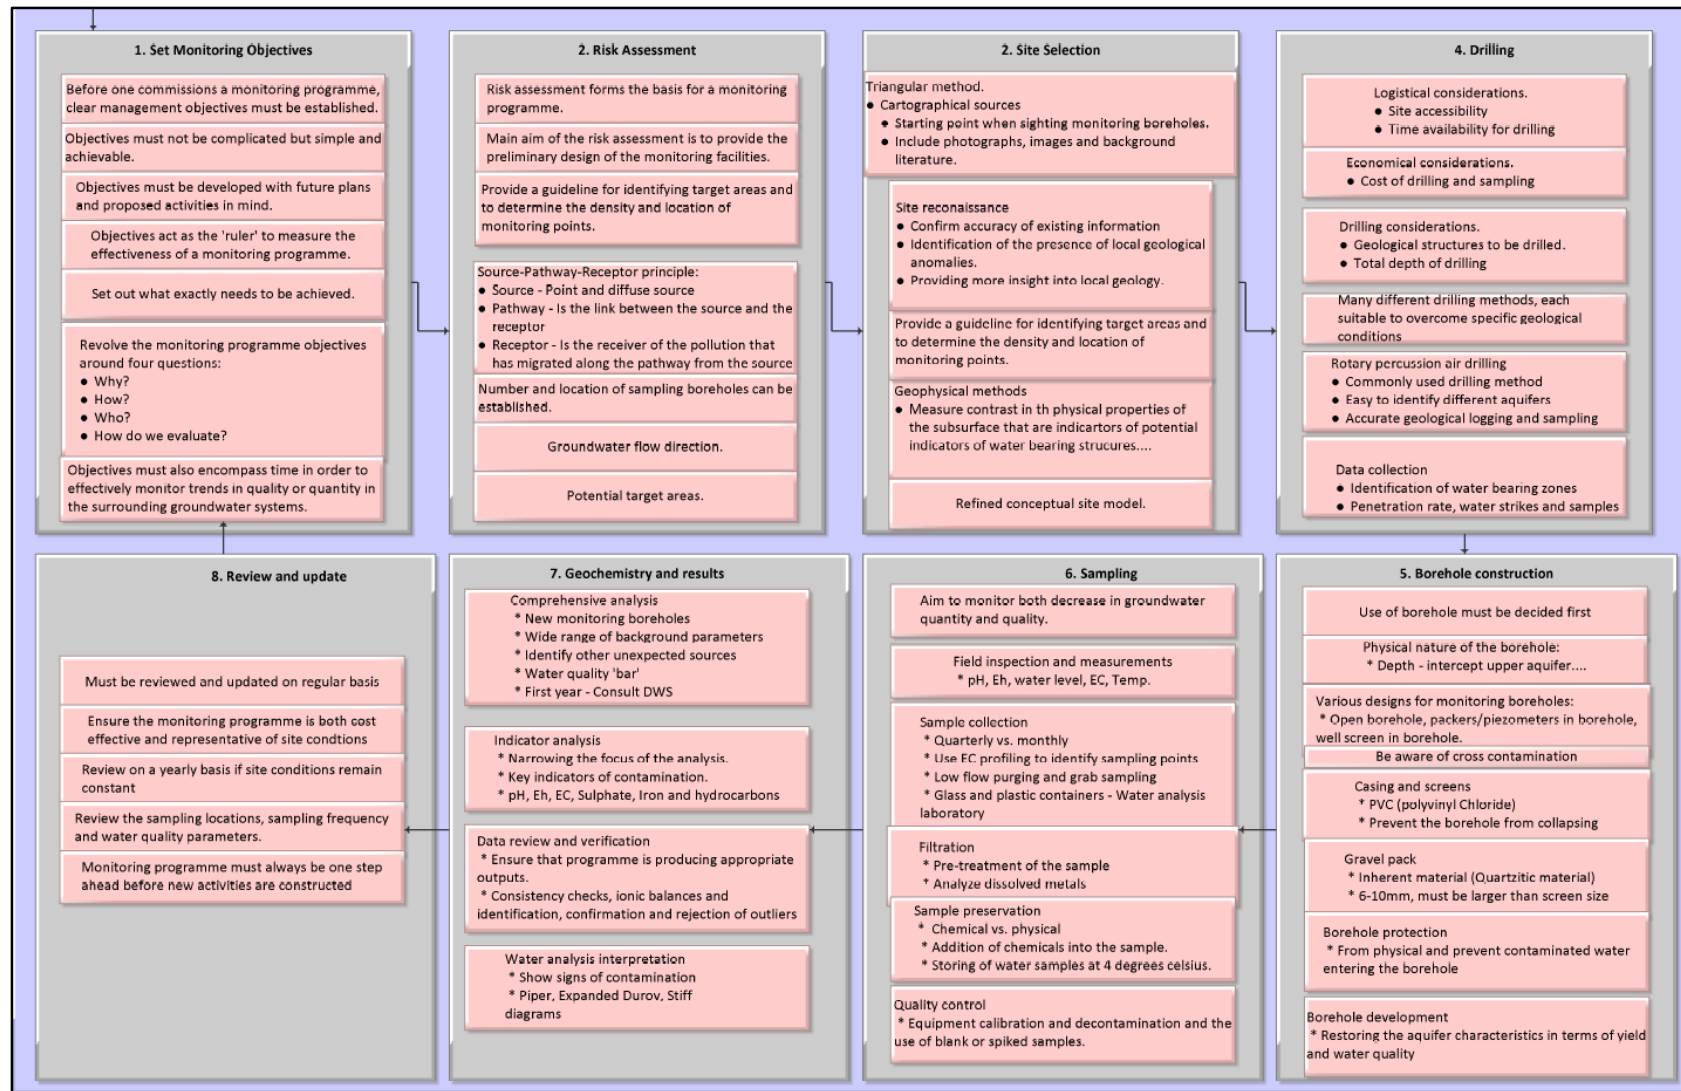 1. Set Monitoring Objectives
Before one commissions a monitoring programme,
clear management objectives must be established.
Objectives must not be complicated but simple and
achievable.
Objectives must be developed with future plans
and proposed activities in mind.
Objectives act as the 'ruler' to measure the
effectiveness of a monitoring programme.
Set out what exactly needs to be achieved.
Revolve the monitoring programme objectives
around four questions:
● Why?
● How?
● Who?
● How do we evaluate?
Objectives must also encompass time in order to
effectively monitor trends in quality or quantity in
the surrounding groundwater systems.
2. Risk Assessment
Risk assessment forms the basis for a monitoring
programme.
Main aim of the risk assessment is to provide the
preliminary design of the monitoring facilities.
Provide a guideline for identifying target areas and
to determine the density and location of
monitoring points.
Source-Pathway-Receptor principle:
● Source - Point and diffuse source
● Pathway - Is the link between the source and the
receptor
● Receptor - Is the receiver of the pollution that
has migrated along the pathway from the source
Number and location of sampling boreholes can be
established.
Groundwater flow direction.
Potential target areas.
2. Site Selection
Triangular method.
● Cartographical sources
● Starting point when sighting monitoring boreholes.
● Include photographs, images and background
literature.
Site reconaissance
● Confirm accuracy of existing information
● Identification of the presence of local geological
anomalies.
● Providing more insight into local geology.
Provide a guideline for identifying target areas and
to determine the density and location of
monitoring points.
Geophysical methods
● Measure contrast in th physical properties of
the subsurface that are indicartors of potential
indicators of water bearing strucures....
Refined conceptual site model.
4. Drilling
Logistical considerations.
● Site accessibility
● Time availability for drilling
Economical considerations.
● Cost of drilling and sampling
Drilling considerations.
● Geological structures to be drilled.
● Total depth of drilling
Many different drilling methods, each
suitable to overcome specific geological
conditions
Rotary percussion air drilling
● Commonly used drilling method
● Easy to identify different aquifers
● Accurate geological logging and sampling
Data collection
● Identification of water bearing zones
● Penetration rate, water strikes and samples
5. Borehole construction
Use of borehole must be decided first
Physical nature of the borehole:
* Depth - intercept upper aquifer....
Various designs for monitoring boreholes:
* Open borehole, packers/piezometers in borehole,
well screen in borehole.
Be aware of cross contamination
Casing and screens
* PVC (polyvinyl Chloride)
* Prevent the borehole from collapsing
Gravel pack
* Inherent material (Quartzitic material)
* 6-10mm, must be larger than screen size
Borehole protection
* From physical and prevent contaminated water
entering the borehole
Borehole development
* Restoring the aquifer characteristics in terms of yield
and water quality
6. Sampling
Aim to monitor both decrease in groundwater
quantity and quality.
Field inspection and measurements
* pH, Eh, water level, EC, Temp.
Sample collection
* Quarterly vs. monthly
* Use EC profiling to identify sampling points
* Low flow purging and grab sampling
* Glass and plastic containers - Water analysis
laboratory
Filtration
* Pre-treatment of the sample
* Analyze dissolved metals
Sample preservation
* Chemical vs. physical
* Addition of chemicals into the sample.
* Storing of water samples at 4 degrees celsius.
Quality control
* Equipment calibration and decontamination and the
use of blank or spiked samples.
7. Geochemistry and results
Comprehensive analysis
* New monitoring boreholes
* Wide range of background parameters
* Identify other unexpected sources
* Water quality 'bar'
* First year - Consult DWS
Indicator analysis
* Narrowing the focus of the analysis.
* Key indicators of contamination.
* pH, Eh, EC, Sulphate, Iron and hydrocarbons
Data review and verification
* Ensure that programme is producing appropriate
outputs.
* Consistency checks, ionic balances and
identification, confirmation and rejection of outliers
Water analysis interpretation
* Show signs of contamination
* Piper, Expanded Durov, Stiff
diagrams
8. Review and update
Must be reviewed and updated on regular basis
Ensure the monitoring programme is both cost
effective and representative of site condtions
Review on a yearly basis if site conditions remain
constant
Review the sampling locations, sampling frequency
and water quality parameters.
Monitoring programme must always be one step
ahead before new activities are constructed